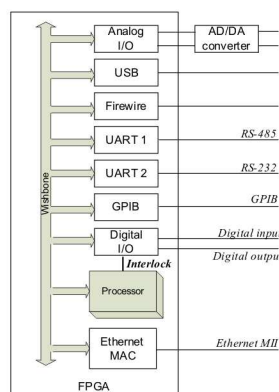 Analog
I/O
AD/DA
converter
USB
Firewire
UART 1
RS-485
UART 2
RS-232
GPIB
GPIB
Wishbone
Digital
I/O
Digital input
Digital output
Interlock
Processor
Ethernet
MAC
Ethernet MII
FPGA